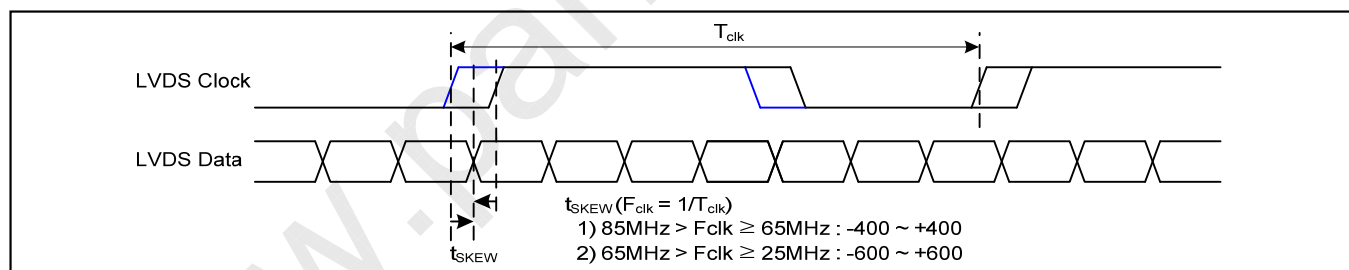 T_clk
LVDS Clock
LVDS Data
t_SKEW (F_clk = 1/T_clk)
1) 85MHz > Fclk ≥ 65MHz : -400 ~ +400
2) 65MHz > Fclk ≥ 25MHz : -600 ~ +600
t_SKEW
w.pan